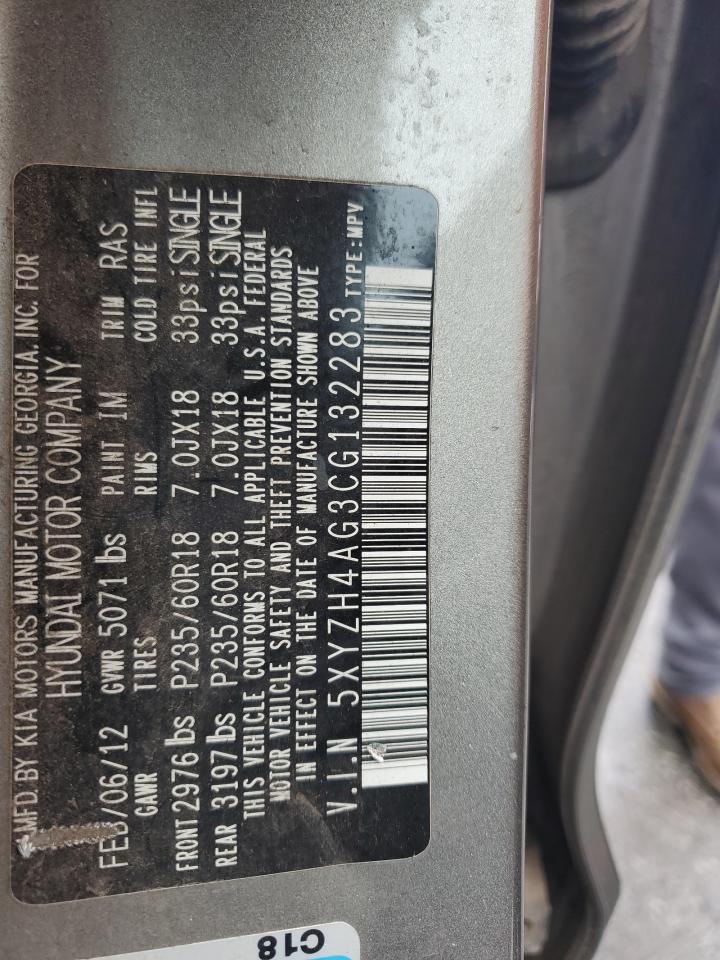 MFD. BY KIA MOTORS MANUFACTURING GEORGIA. INC. FOR
HYUNDAI MOTOR COMPANY
FEB/06/12 GVWR 5071 lbs PAINT IM TRIM RAS
GAWR TIRES RIMS COLD TIRE INFL
FRONT 2976 lbs P235/60R18 7.0JX18 33psi SINGLE
REAR 3197 lbs P235/60R18 7.0JX18 33psi SINGLE
THIS VEHICLE CONFORMS TO ALL APPLICABLE U.S.A. FEDERAL
MOTOR VEHICLE SAFETY AND THEFT PREVENTION STANDARDS
IN EFFECT ON THE DATE OF MANUFACTURE SHOWN ABOVE
V.I.N 5XYZH4AG3CG132283 TYPE:MPV
C18